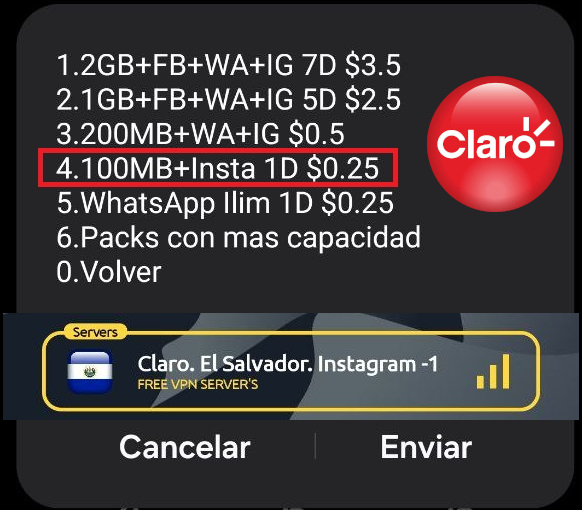 1.2GB+FB+WA+IG 7D $3.5
2.1GB+FB+WA+IG 5D $2.5
3.200MB+WA+IG $0.5
4.100MB+Insta 1D $0.25
5.WhatsApp Ilim 1D $0.25
6.Packs con mas capacidad
0.Volver
Claro
Servers
Claro. El Salvador. Instagram -1
FREE VPN SERVER'S
Cancelar
Enviar